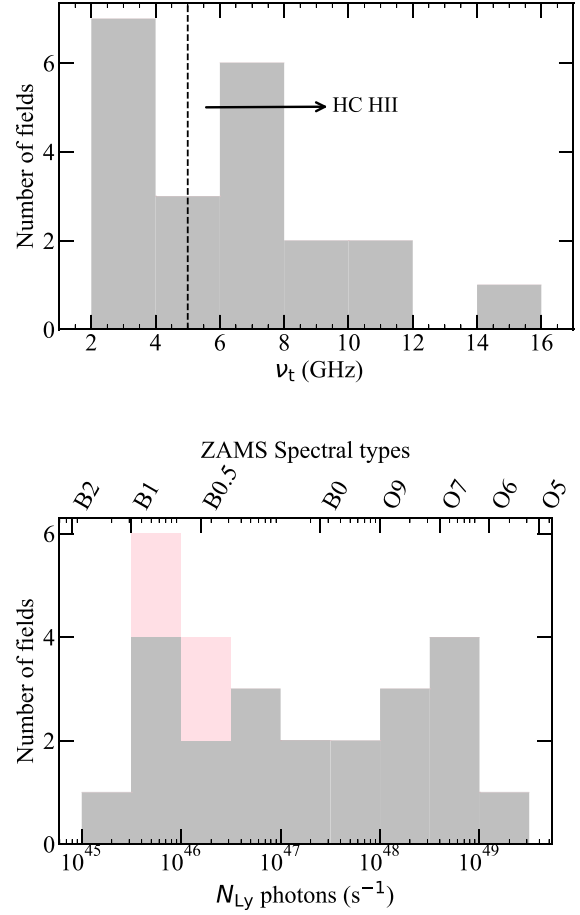 6
4
2
0
Number of fields
HC HII
2 4 6 8 10 12 14 16
νt (GHz)
ZAMS Spectral types
B2 B1 B0.5 B0 O9 O7 O6 O5
6
4
2
0
Number of fields
10^45 10^46 10^47 10^48 10^49
NLy photons (s^−1)